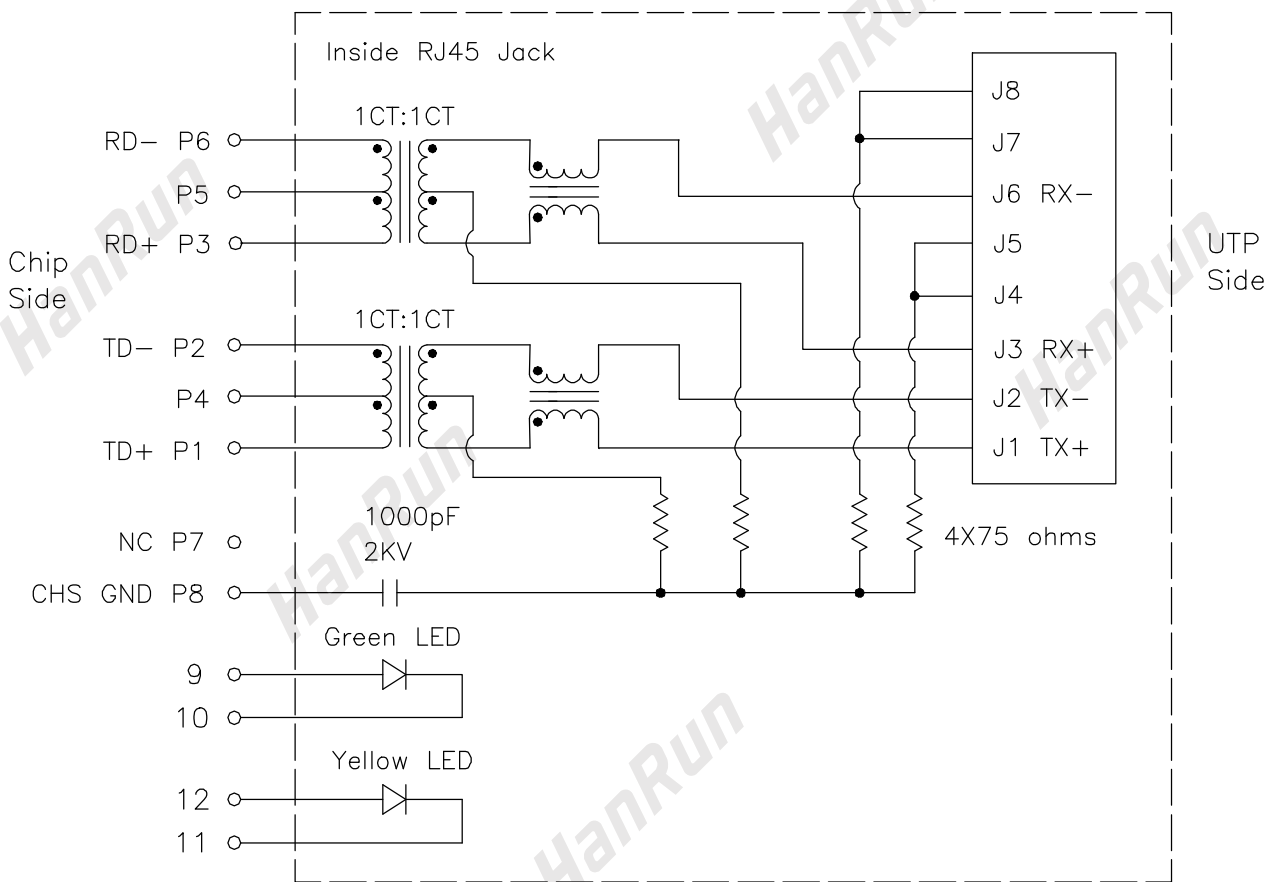 Inside RJ45 Jack
1CT:1CT
RD- P6
P5
RD+ P3
Chip
Side
1CT:1CT
TD- P2
P4
TD+ P1
NC P7
CHS GND P8
1000pF
2KV
Green LED
9
10
Yellow LED
12
11
J8
J7
J6 RX-
J5
J4
J3 RX+
J2 TX-
J1 TX+
UTP
Side
4X75 ohms
HanRun
HanRun
HanRun
HanRun
HanRun